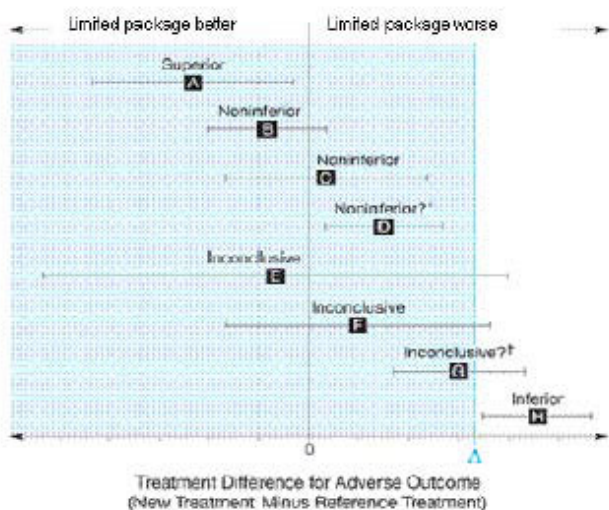 Limited package better
Limited package worse
Superior
A
Noninferior
B
Noninferior
C
Noninferior?*
D
Inconclusive
E
Inconclusive
F
Inconclusive?†
G
Inferior
H
0
Δ
Treatment Difference for Adverse Outcome
(New Treatment Minus Reference Treatment)